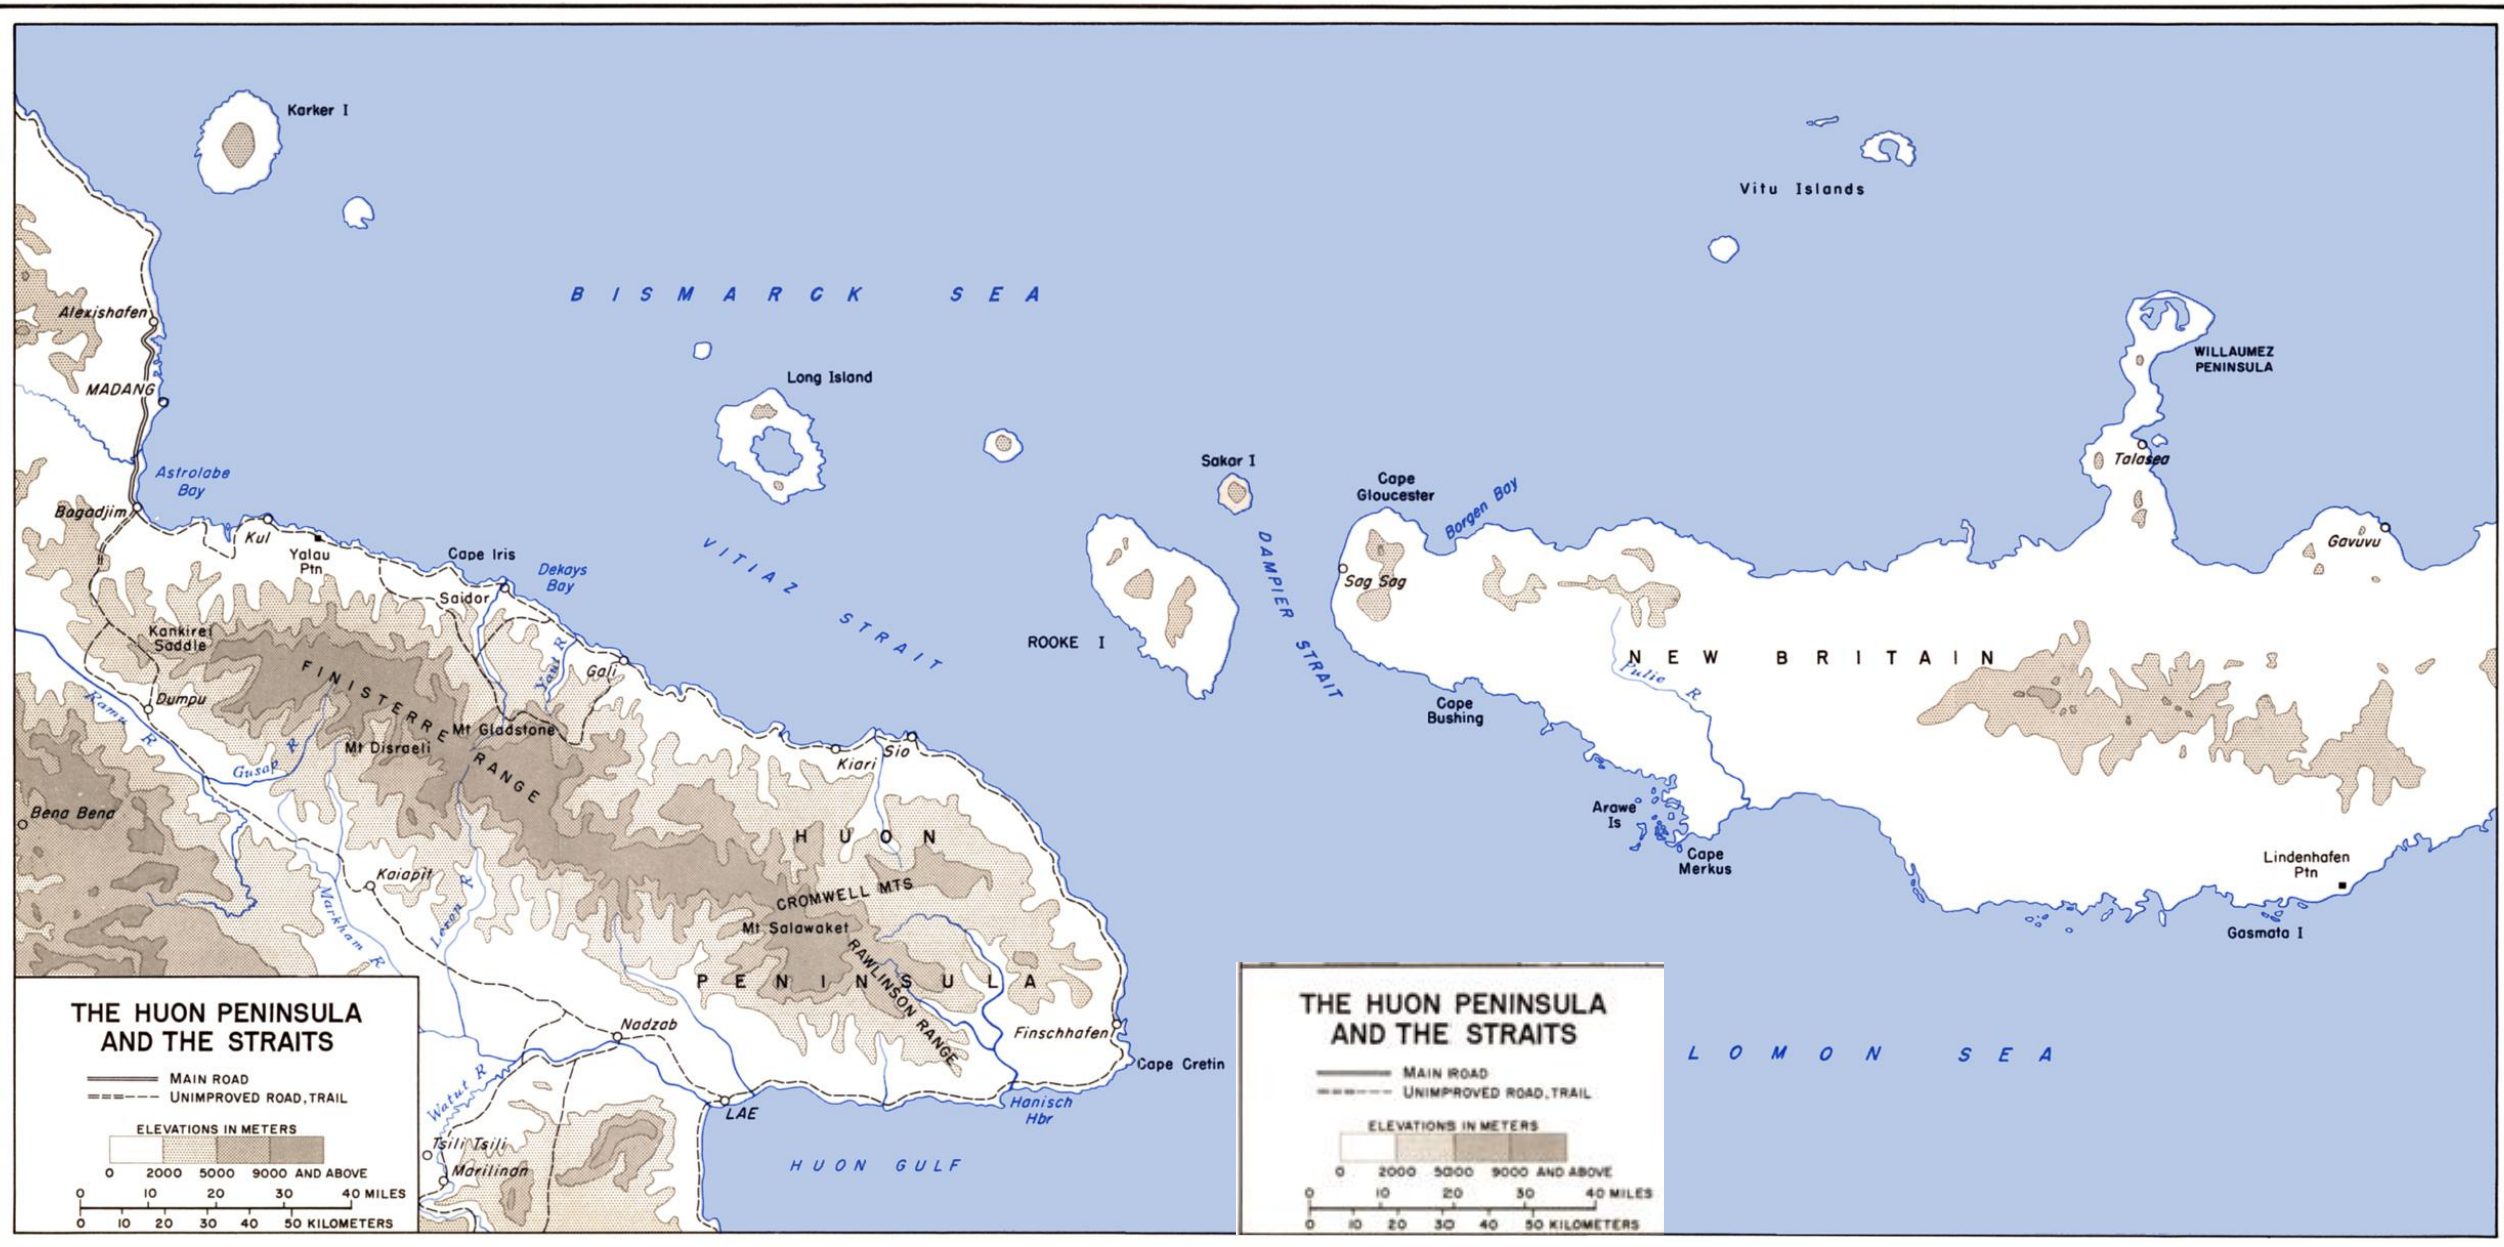 Karker I
Vitu Islands
BISMARCK SEA
Alexishafen
WILLAUMEZ
PENINSULA
Long Island
MADANG
Talasea
Sakar I
Astrolabe
Bay
Cape
Gloucester
Borgen Bay
Bogadjim
Kul
Yalau
Ptn
Cape Iris
Dekays
Bay
VITIAZ STRAIT
DAMPIER STRAIT
Gavuvu
Sag Sag
Saidor
Kankirei
Saddle
ROOKE I
NEW BRITAIN
Pulie R
Yaut R
Gali
FINISTERRE RANGE
Ramu R
Dumpu
Mt Gladstone
Mt Disraeli
Cape
Bushing
Sio
Kiari
Gusap R
Bena Bena
HUON
Arawe
Is
Cape
Merkus
Lindenhafen
Ptn
Kaiapit
CROMWELL MTS
Markham R
Leron R
Mt Salawaket
RAWLINSON RANGE
Gasmata I
PENINSULA
Nadzab
Finschhafen
Cape Cretin
LOMON SEA
Watut R
LAE
Hanisch
Hbr
Tsili Tsili
Marilinan
HUON GULF
THE HUON PENINSULA
AND THE STRAITS
MAIN ROAD
UNIMPROVED ROAD, TRAIL
ELEVATIONS IN METERS
0 2000 5000 9000 AND ABOVE
0 10 20 30 40 MILES
0 10 20 30 40 50 KILOMETERS
THE HUON PENINSULA
AND THE STRAITS
MAIN ROAD
UNIMPROVED ROAD, TRAIL
ELEVATIONS IN METERS
0 2000 5000 9000 AND ABOVE
0 10 20 30 40 MILES
0 10 20 30 40 50 KILOMETERS